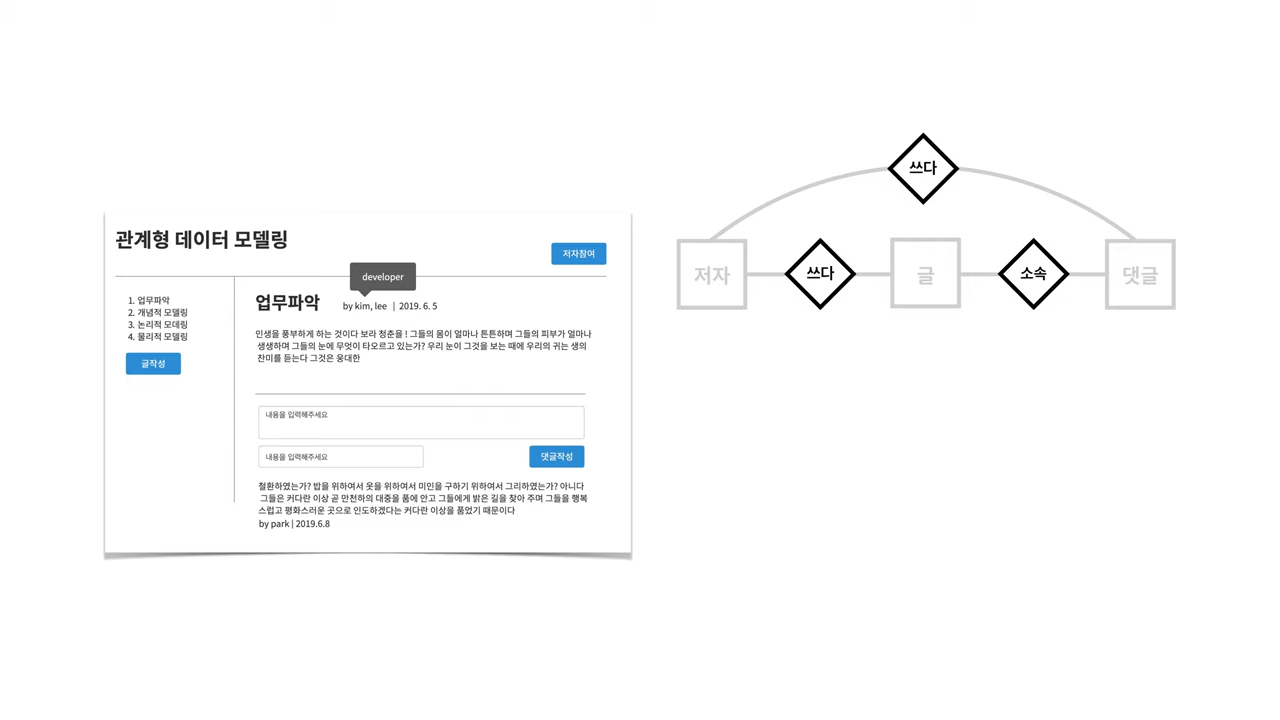 관계형 데이터 모델링
저자참여
developer
1. 업무파악
2. 개념적 모델링
3. 논리적 모데링
4. 물리적 모델링
글작성
업무파악
by kim, lee | 2019. 6. 5
인생을 풍부하게 하는 것이다 보라 청춘을 ! 그들의 몸이 얼마나 튼튼하며 그들의 피부가 얼마나
생생하며 그들의 눈에 무엇이 타오르고 있는가? 우리 눈이 그것을 보는 때에 우리의 귀는 생의
찬미를 듣는다 그것은 웅대한
내용을 입력해주요
내용을 입력해주요
댓글작성
철환하였는가? 밥을 위하여서 옷을 위하여서 미인을 구하기 위하여서 그리하였는가? 아니다
그들은 커다란 이상 곧 만천하의 대중을 품에 안고 그들에게 밝은 길을 찾아 주며 그들을 행복
스럽고 평화스러운 곳으로 인도하겠다는 커다란 이상을 품었기 때문이다
by park | 2019.6.8
쓰다
저자
쓰다
글
소속
댓글